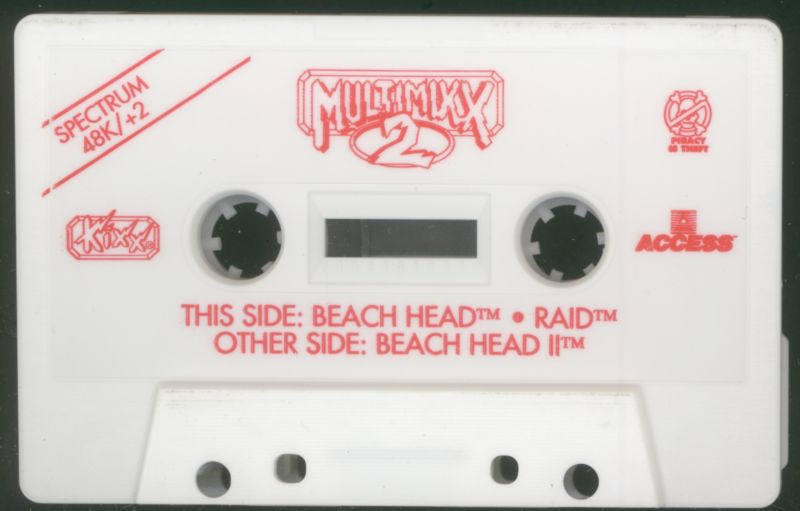 SPECTRUM
48K/+2
MULTIMIXX
2
PIRACY
IS THEFT
KIXX
ACCESS™
THIS SIDE: BEACH HEAD™ • RAID™
OTHER SIDE: BEACH HEAD II™